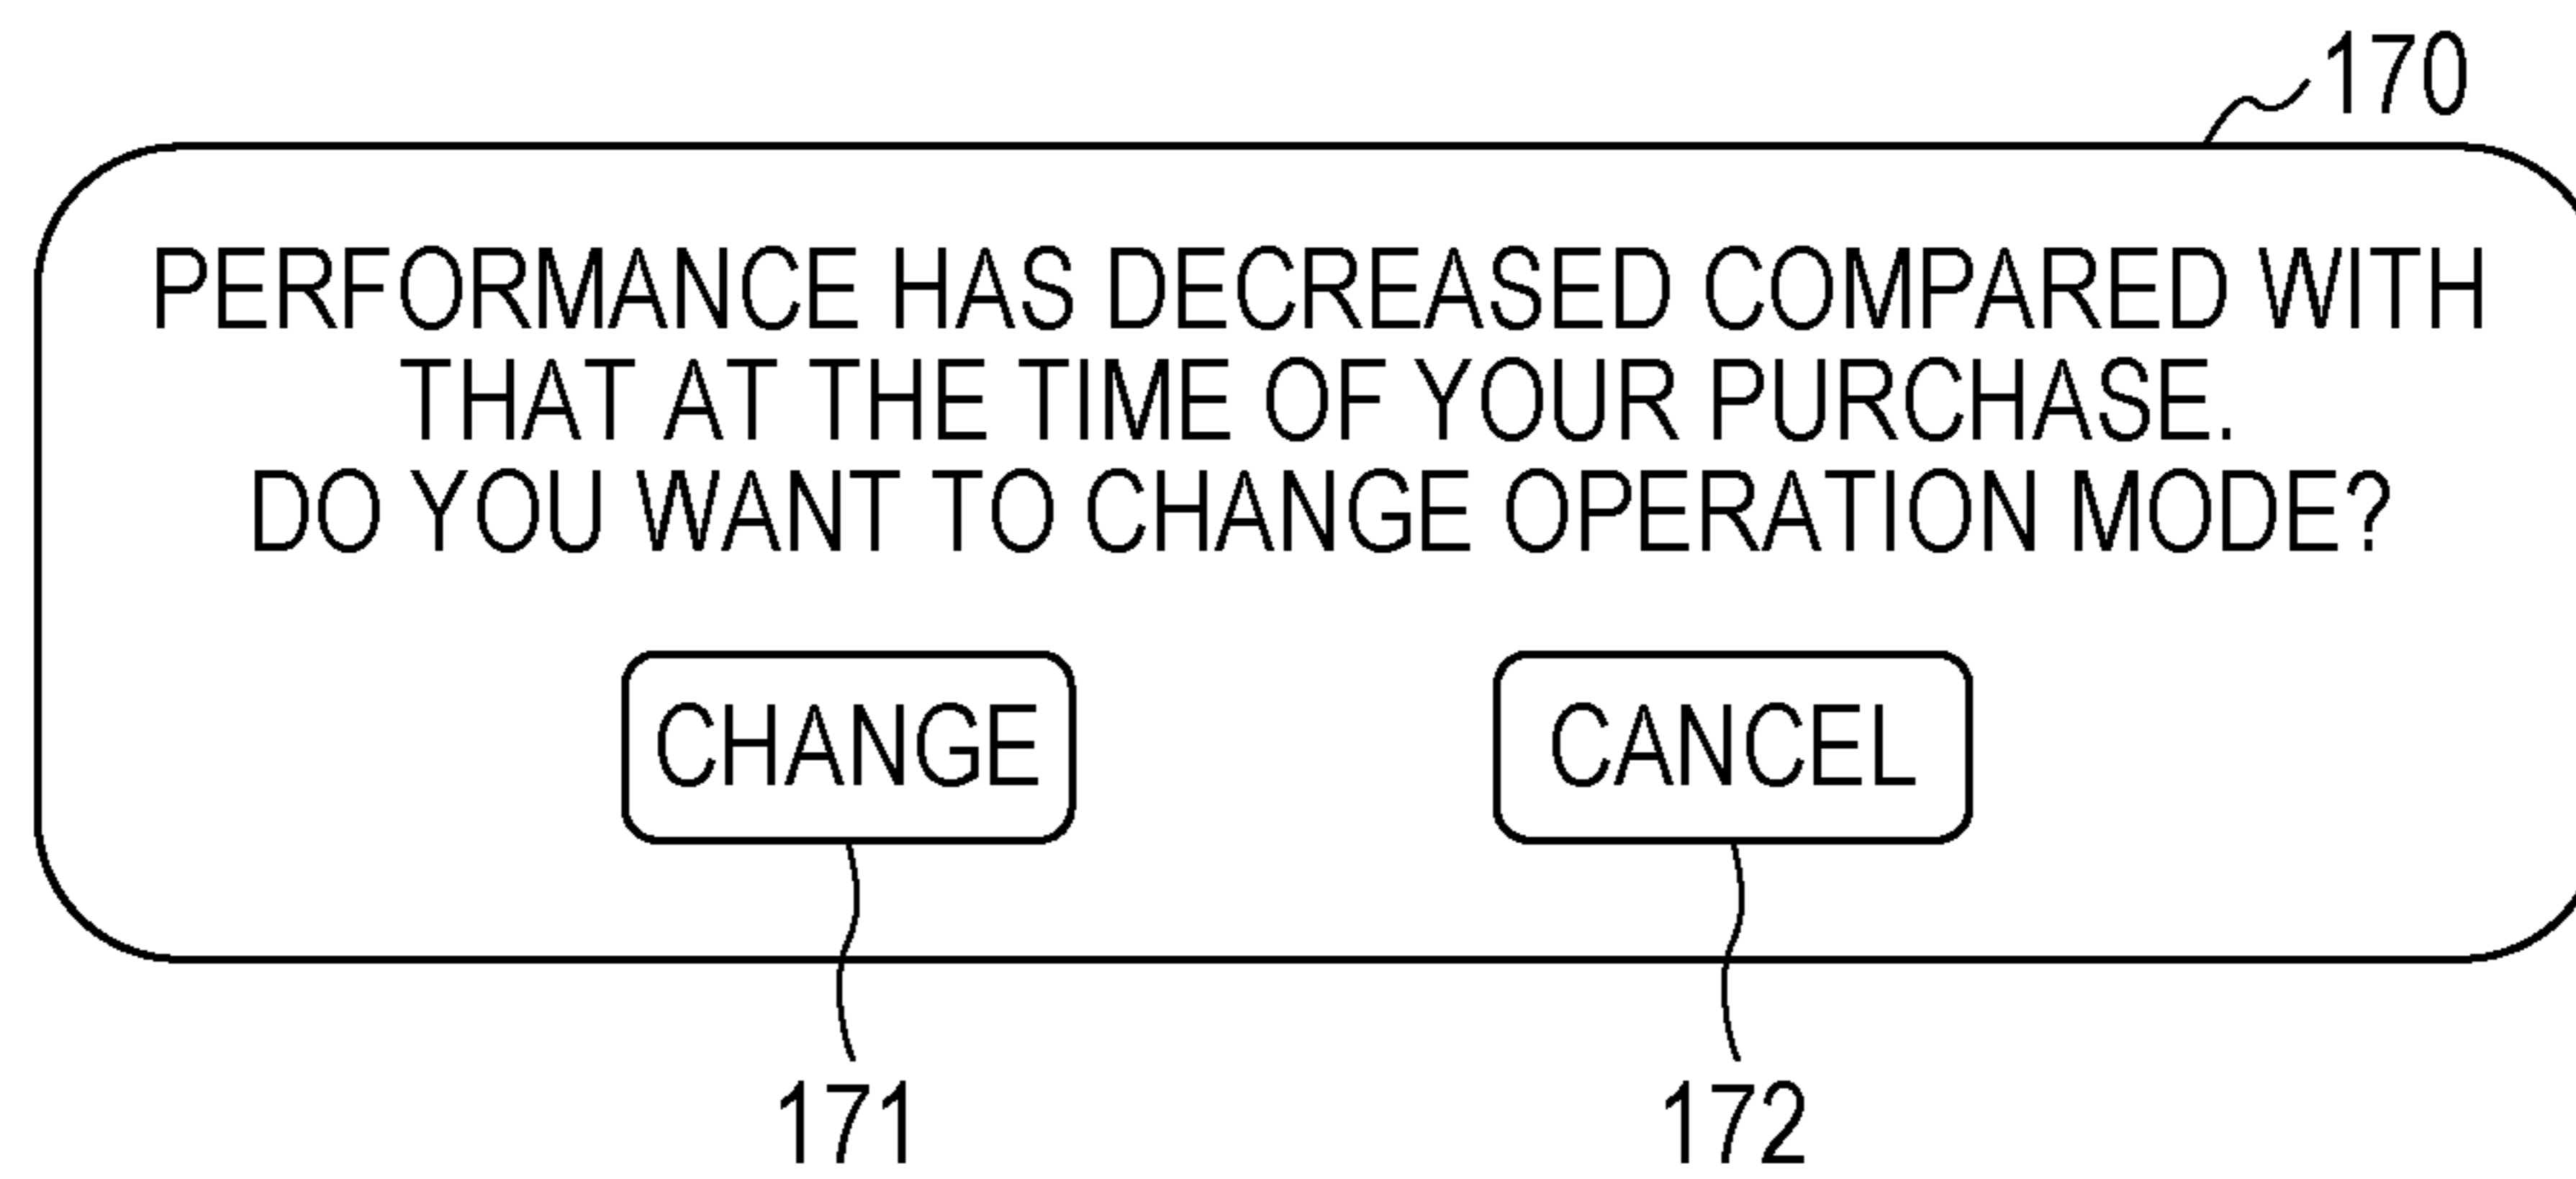 170
PERFORMANCE HAS DECREASED COMPARED WITH
THAT AT THE TIME OF YOUR PURCHASE.
DO YOU WANT TO CHANGE OPERATION MODE?
CHANGE
CANCEL
171
172